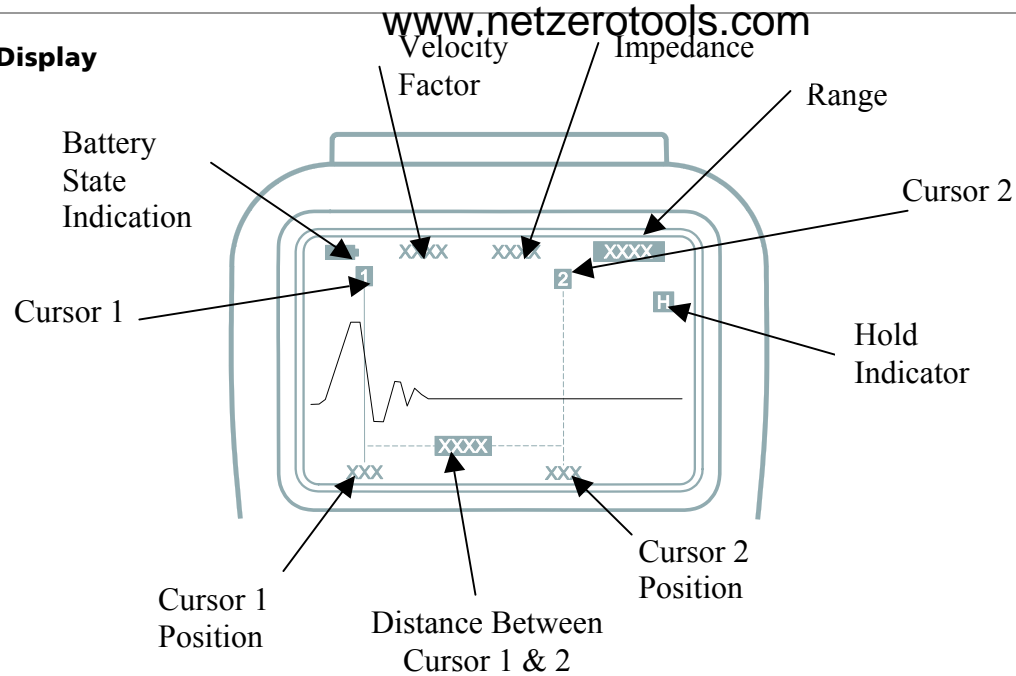 www.netzerotools.com
Display
Velocity
Factor
Impedance
Range
Battery
State
Indication
Cursor 2
XXXX
XXXX
XXXX
1
2
H
Cursor 1
Hold
Indicator
XXXX
XXX
XXX
Cursor 2
Position
Cursor 1
Position
Distance Between
Cursor 1 & 2